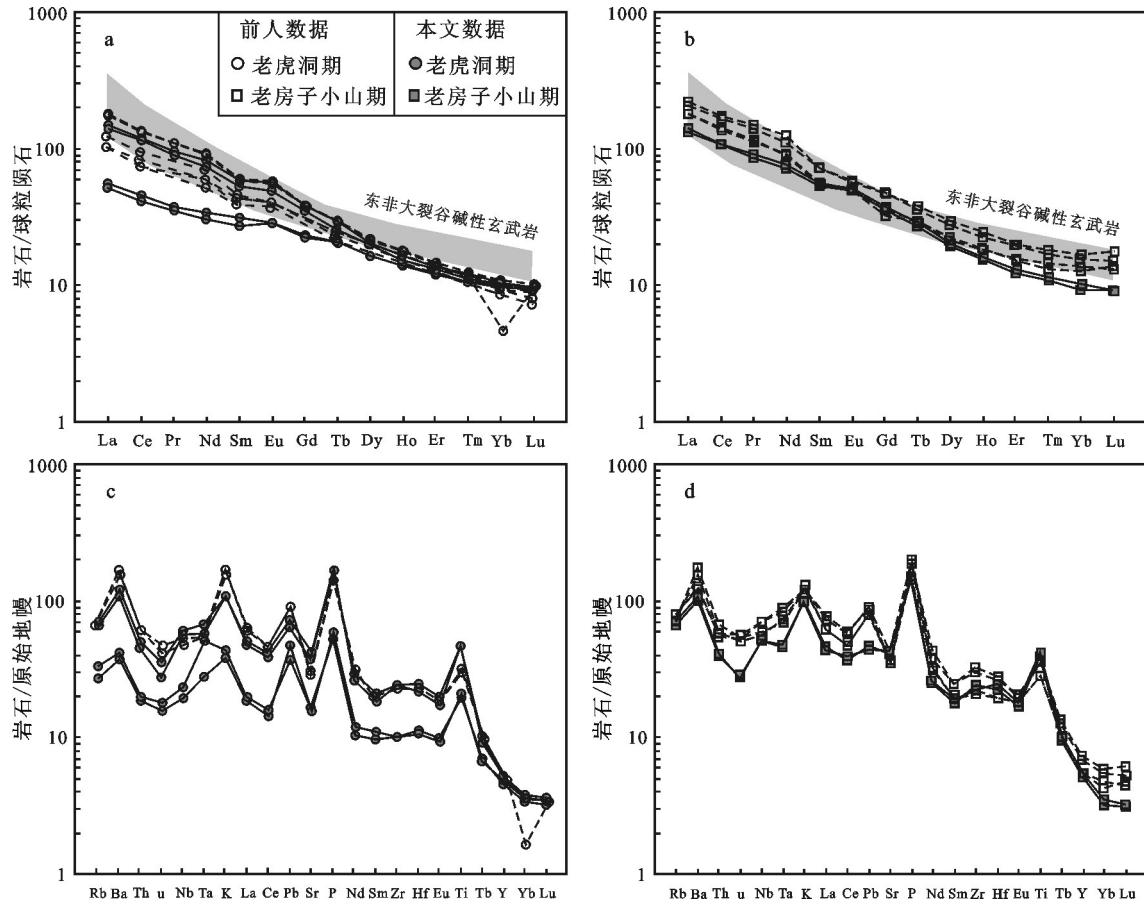 a
前人数据 本文数据
老虎洞期 老虎洞期
老房子小山期 老房子小山期
东非大裂谷碱性玄武岩
岩石/球粒陨石
1000
100
10
1
La Ce Pr Nd Sm Eu Gd Tb Dy Ho Er Tm Yb Lu
b
东非大裂谷碱性玄武岩
岩石/球粒陨石
1000
100
10
1
La Ce Pr Nd Sm Eu Gd Tb Dy Ho Er Tm Yb Lu
c
岩石/原始地幔
1000
100
10
1
Rb Ba Th u Nb Ta K La Ce Pb Sr P Nd Sm Zr Hf Eu Ti Tb Y Yb Lu
d
岩石/原始地幔
1000
100
10
1
Rb Ba Th u Nb Ta K La Ce Pb Sr P Nd Sm Zr Hf Eu Ti Tb Y Yb Lu